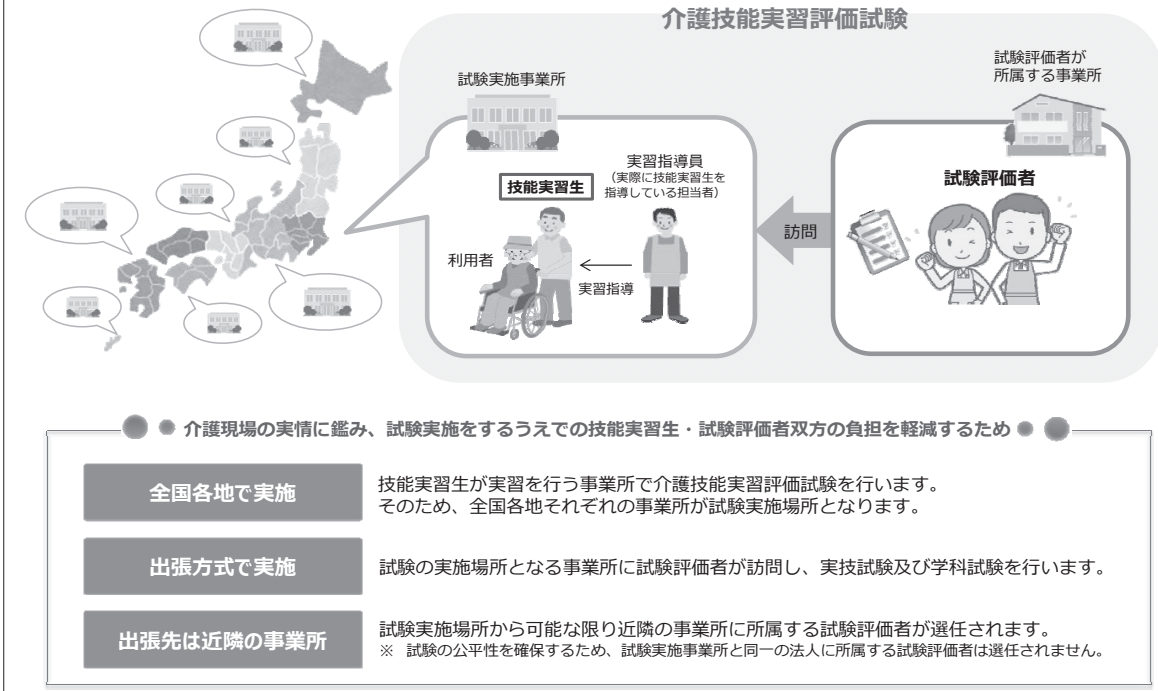 介護技能実習評価試験
試験評価者が
所属する事業所
試験実施事業所
実習指導員
（実際に技能実習生を
指導している担当者）
技能実習生
試験評価者
訪問
利用者
実習指導
介護現場の実情に鑑み、試験実施をするうえでの技能実習生・試験評価者双方の負担を軽減するため
全国各地で実施
技能実習生が実習を行う事業所で介護技能実習評価試験を行います。
そのため、全国各地それぞれの事業所が試験実施場所となります。
出張方式で実施
試験の実施場所となる事業所に試験評価者が訪問し、実技試験及び学科試験を行います。
出張先は近隣の事業所
試験実施場所から可能な限り近隣の事業所に所属する試験評価者が選任されます。
※ 試験の公平性を確保するため、試験実施事業所と同一の法人に所属する試験評価者は選任されません。